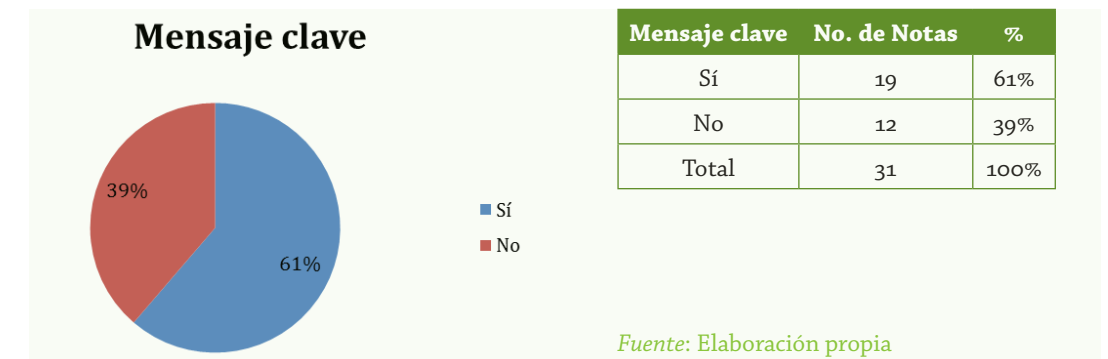 Mensaje clave
39%
61%
Sí
No
Mensaje clave No. de Notas %
Sí 19 61%
No 12 39%
Total 31 100%
Fuente: Elaboración propia